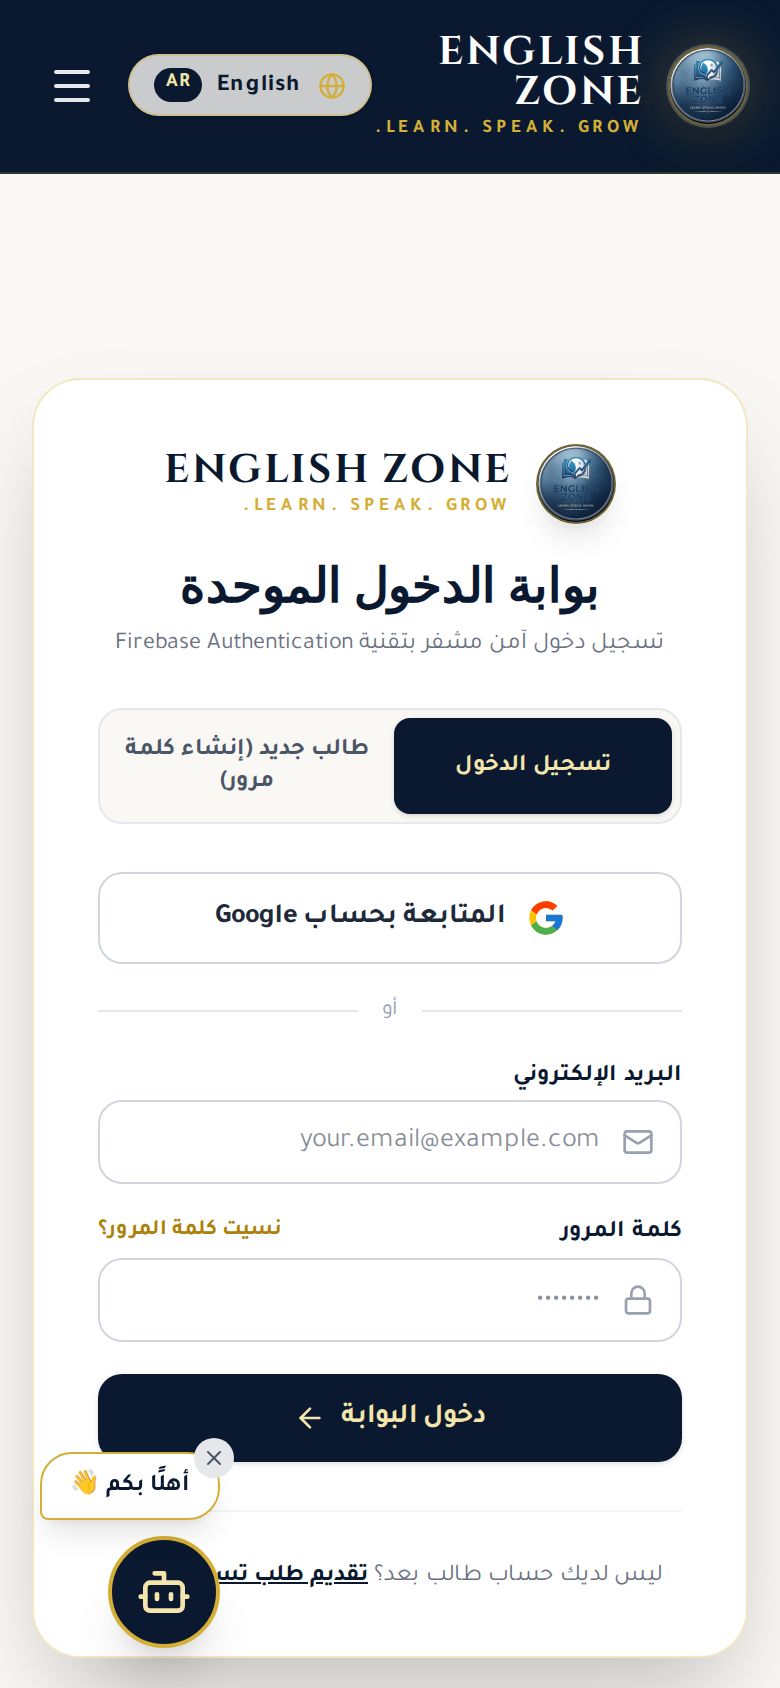 ENGLISH
ZONE
.LEARN. SPEAK. GROW
English
AR
ENGLISH ZONE
.LEARN. SPEAK. GROW
بوابة الدخول الموحدة
تسجيل دخول آمن مشفر بتقنية Firebase Authentication
تسجيل الدخول
طالب جديد (إنشاء كلمة
مرور)
المتابعة بحساب Google
أو
البريد الإلكتروني
your.email@example.com
كلمة المرور
نسيت كلمة المرور؟
دخول البوابة
أهلًا بكم 👋
ليس لديك حساب طالب بعد؟ تقديم طلب